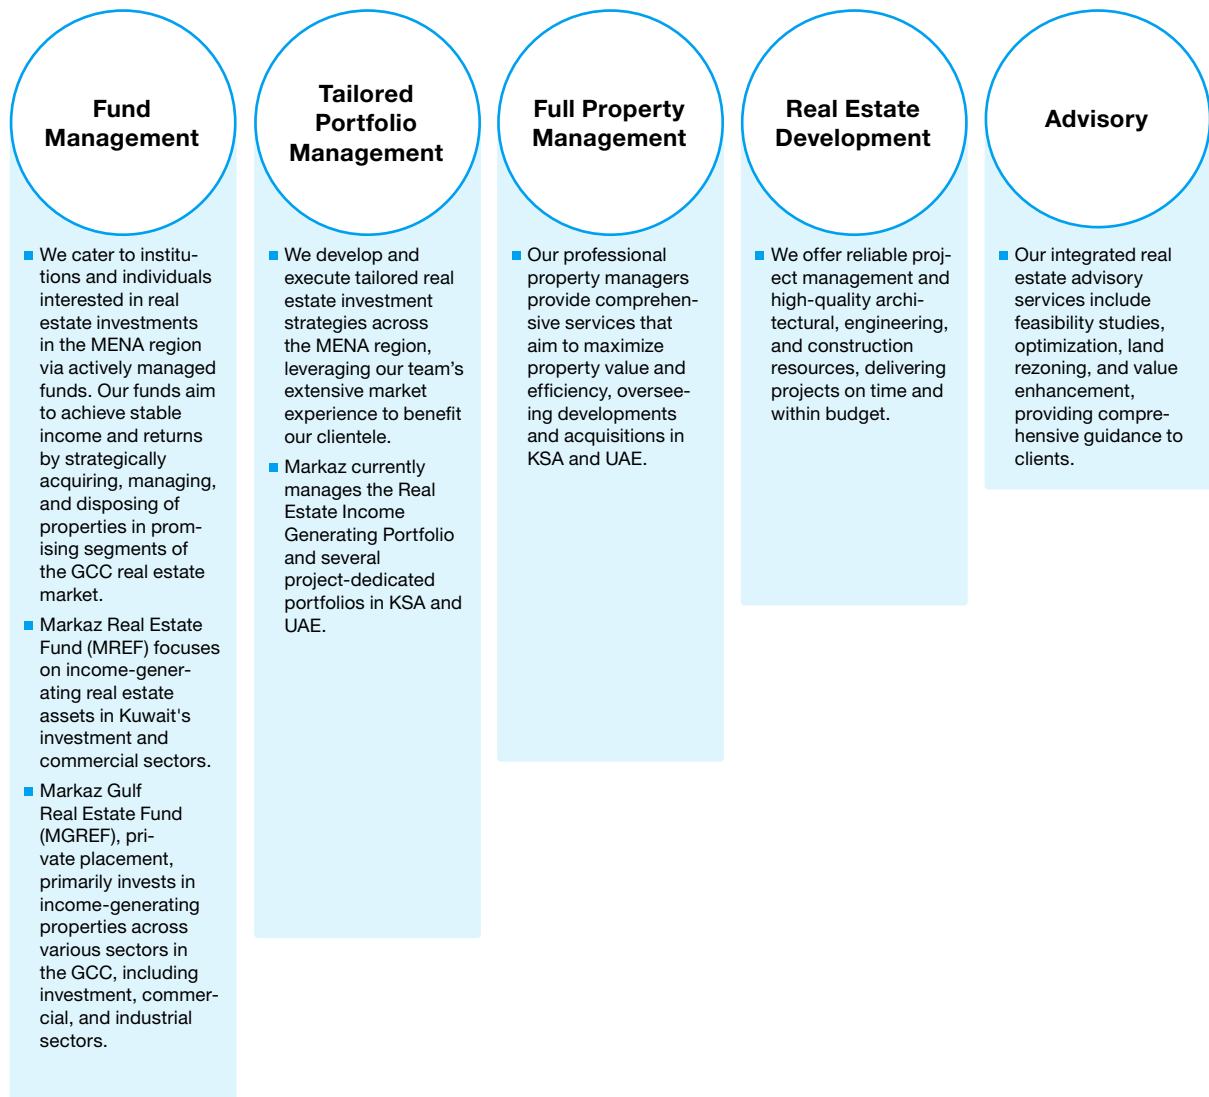 Fund
Management
We cater to institu-
tions and individuals
interested in real
estate investments
in the MENA region
via actively managed
funds. Our funds aim
to achieve stable
income and returns
by strategically
acquiring, managing,
and disposing of
properties in prom-
ising segments of
the GCC real estate
market.
Markaz Real Estate
Fund (MREF) focuses
on income-gener-
ating real estate
assets in Kuwait's
investment and
commercial sectors.
Markaz Gulf
Real Estate Fund
(MGREF), pri-
vate placement,
primarily invests in
income-generating
properties across
various sectors in
the GCC, including
investment, commer-
cial, and industrial
sectors.
Tailored
Portfolio
Management
We develop and
execute tailored real
estate investment
strategies across
the MENA region,
leveraging our team’s
extensive market
experience to benefit
our clientele.
Markaz currently
manages the Real
Estate Income
Generating Portfolio
and several
project-dedicated
portfolios in KSA and
UAE.
Full Property
Management
Our professional
property managers
provide comprehen-
sive services that
aim to maximize
property value and
efficiency, oversee-
ing developments
and acquisitions in
KSA and UAE.
Real Estate
Development
We offer reliable proj-
ect management and
high-quality archi-
tectural, engineering,
and construction
resources, delivering
projects on time and
within budget.
Advisory
Our integrated real
estate advisory
services include
feasibility studies,
optimization, land
rezoning, and value
enhancement,
providing compre-
hensive guidance to
clients.